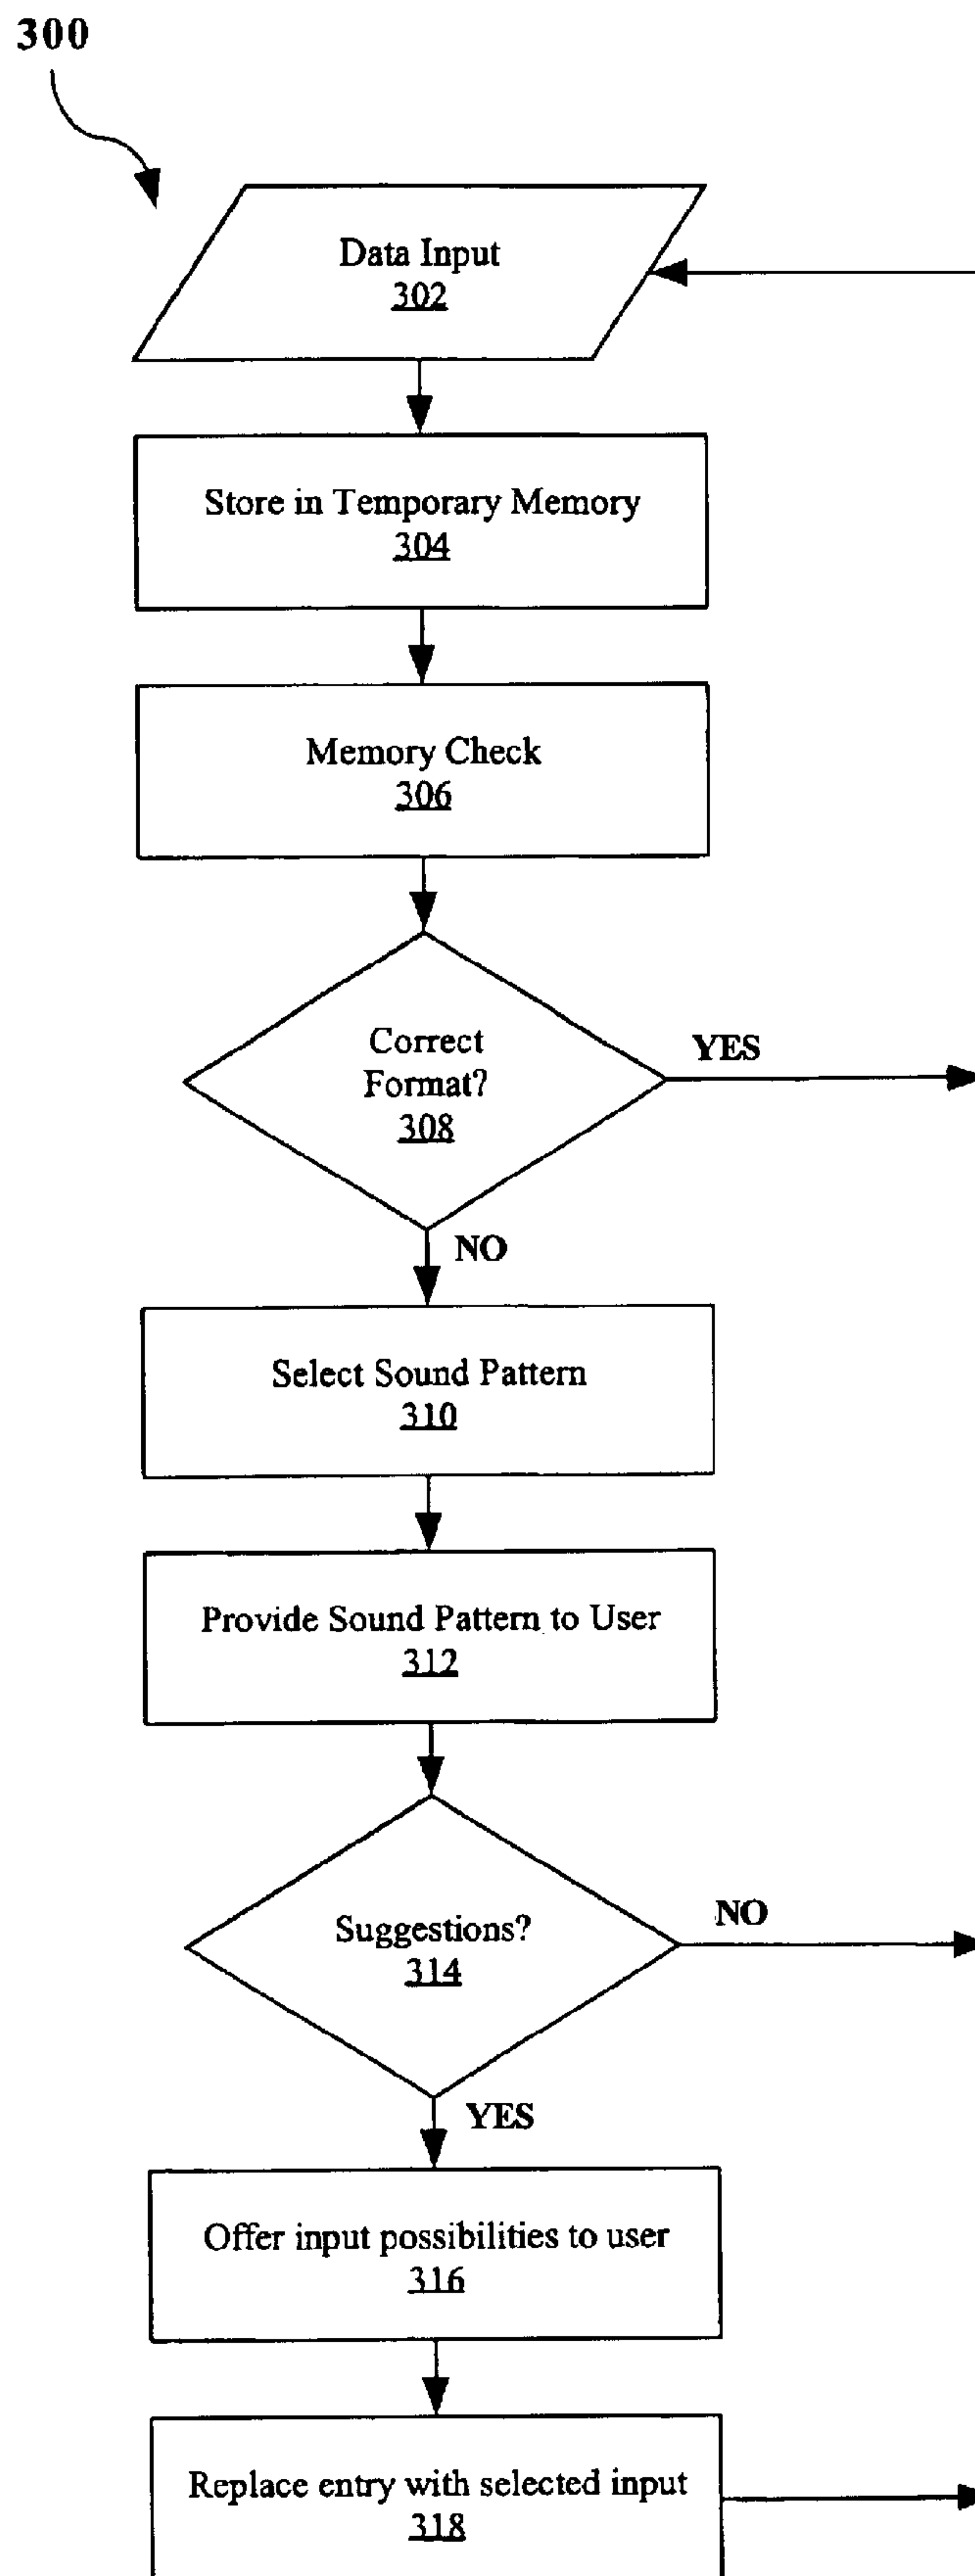 300
Data Input
302
Store in Temporary Memory
304
Memory Check
306
Correct
Format?
308
YES
NO
Select Sound Pattern
310
Provide Sound Pattern to User
312
Suggestions?
314
NO
YES
Offer input possibilities to user
316
Replace entry with selected input
318